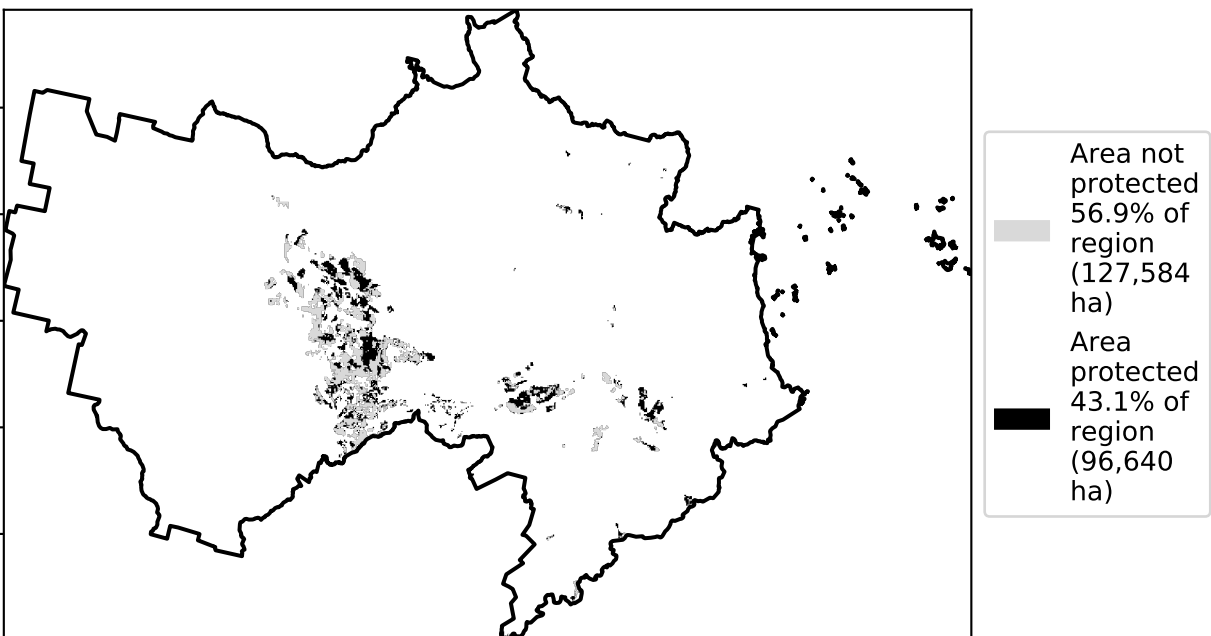 Area not
protected
56.9% of
region
(127,584
ha)
Area
protected
43.1% of
region
(96,640
ha)